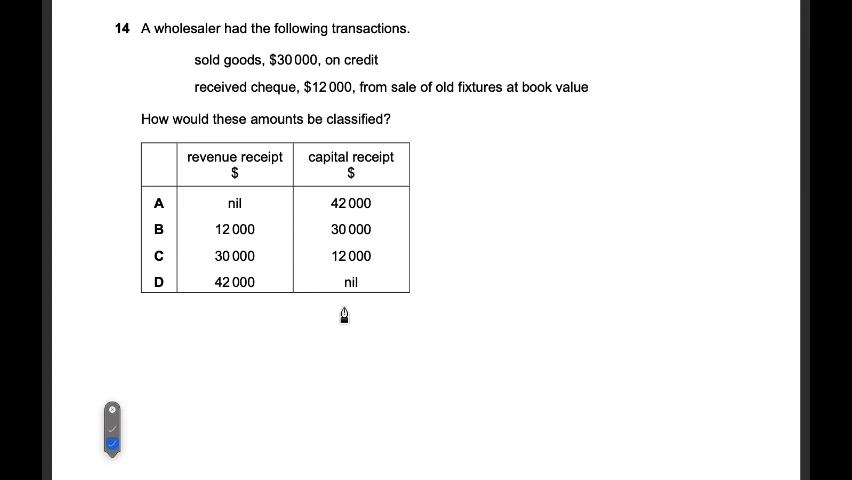 14 A wholesaler had the following transactions.
sold goods, $30 000, on credit
received cheque, $12 000, from sale of old fixtures at book value
How would these amounts be classified?
revenue receipt capital receipt
$ $
A nil 42 000
B 12 000 30 000
C 30 000 12 000
D 42 000 nil